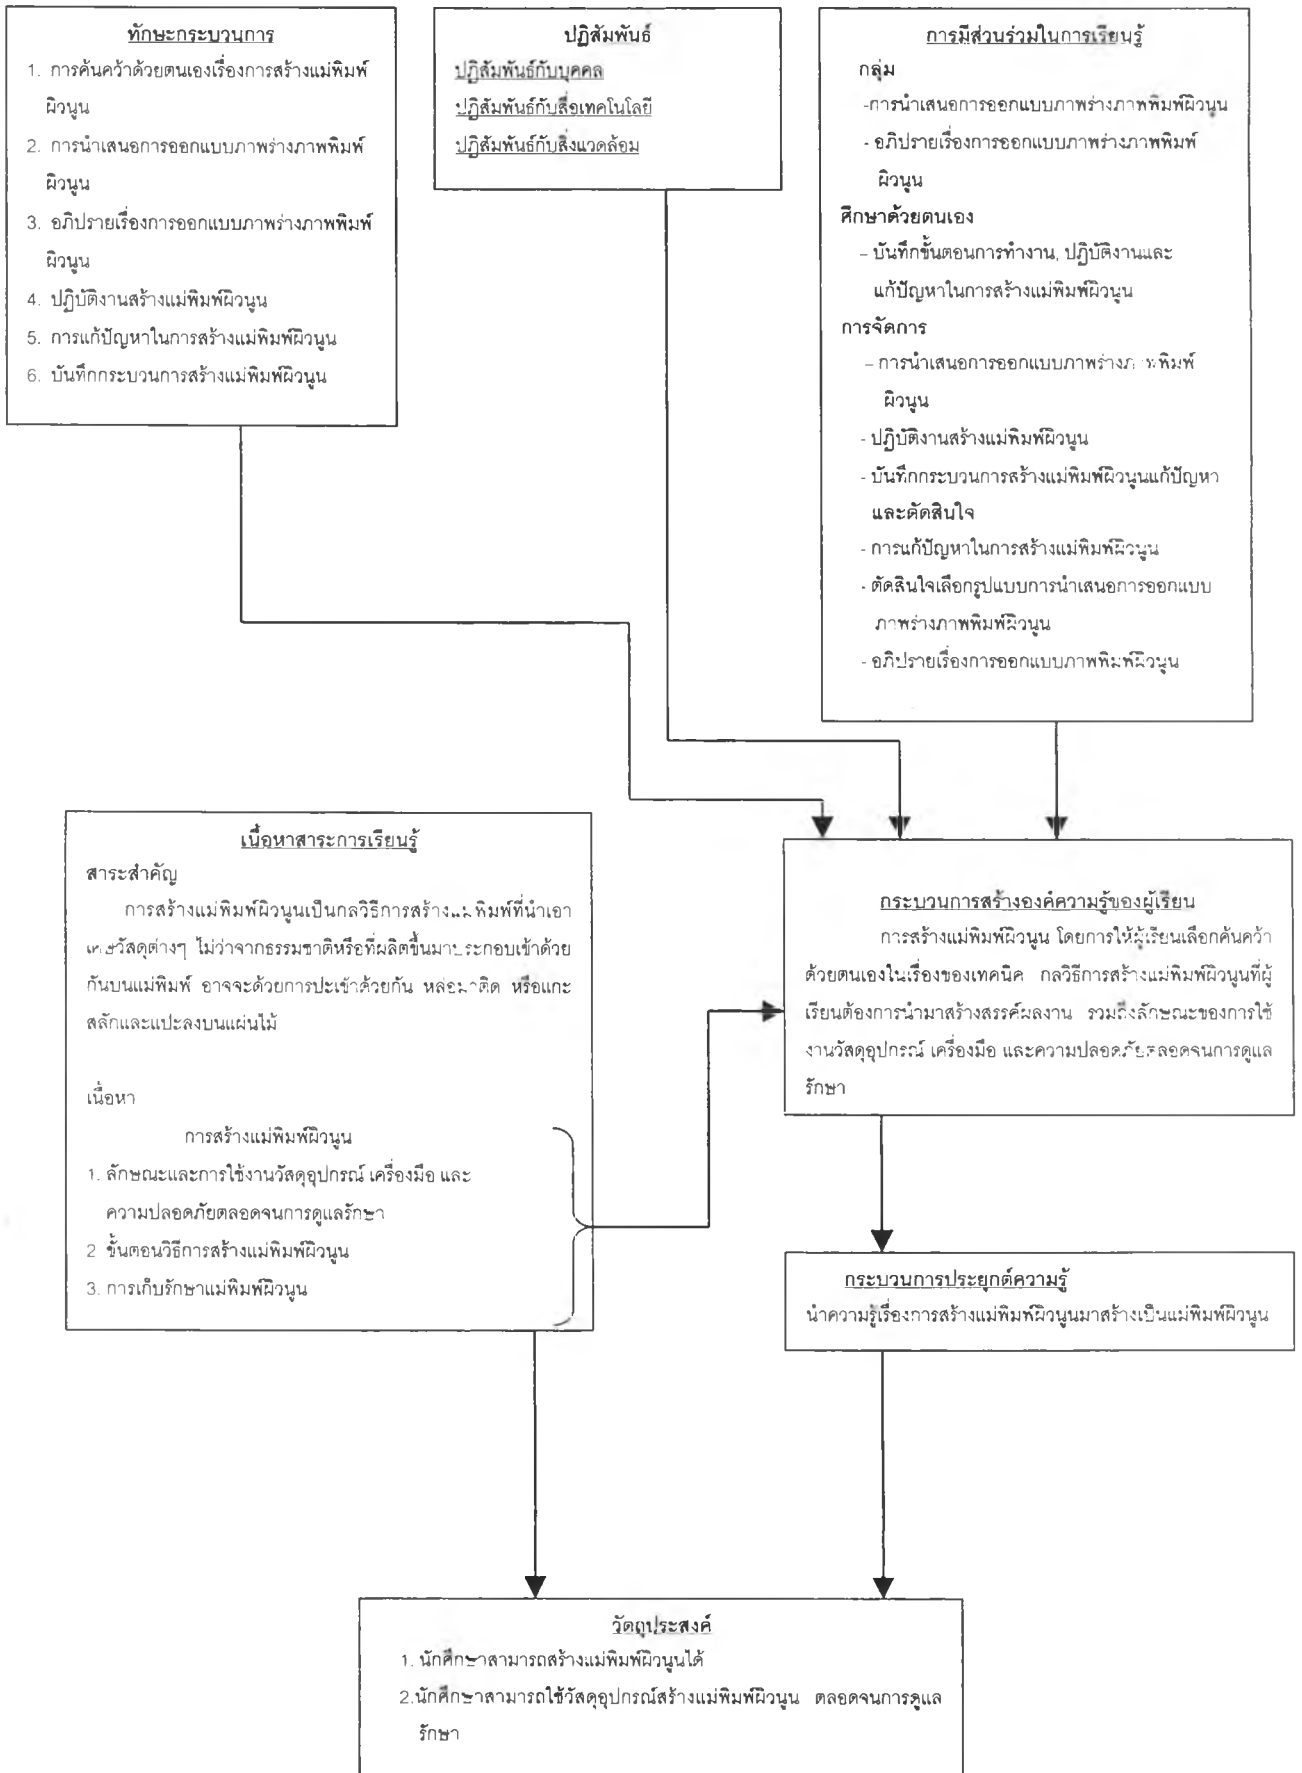 ทักษะกระบวนการ
1. การค้นคว้าด้วยตนเองเรื่องการสร้างแม่พิมพ์
ผิวนูน
2. การนำเสนอการออกแบบภาพร่างภาพพิมพ์
ผิวนูน
3. อภิปรายเรื่องการออกแบบภาพร่างภาพพิมพ์
ผิวนูน
4. ปฏิบัติงานสร้างแม่พิมพ์ผิวนูน
5. การแก้ปัญหาในการสร้างแม่พิมพ์ผิวนูน
6. บันทึกกระบวนการสร้างแม่พิมพ์ผิวนูน
ปฏิสัมพันธ์
ปฏิสัมพันธ์กับบุคคล
ปฏิสัมพันธ์กับสื่อเทคโนโลยี
ปฏิสัมพันธ์กับสิ่งแวดล้อม
การมีส่วนร่วมในการเรียนรู้
กลุ่ม
-การนำเสนอการออกแบบภาพร่างภาพพิมพ์ผิวนูน
- อภิปรายเรื่องการออกแบบภาพร่างภาพพิมพ์
ผิวนูน
ศึกษาด้วยตนเอง
– บันทึกขั้นตอนการทำงาน, ปฏิบัติงานและ
แก้ปัญหาในการสร้างแม่พิมพ์ผิวนูน
การจัดการ
– การนำเสนอการออกแบบภาพร่างภาพพิมพ์
ผิวนูน
- ปฏิบัติงานสร้างแม่พิมพ์ผิวนูน
- บันทึกกระบวนการสร้างแม่พิมพ์ผิวนูนแก้ปัญหา
และตัดสินใจ
- การแก้ปัญหาในการสร้างแม่พิมพ์ผิวนูน
- ตัดสินใจเลือกรูปแบบการนำเสนอการออกแบบ
ภาพร่างภาพพิมพ์ผิวนูน
- อภิปรายเรื่องการออกแบบภาพพิมพ์ผิวนูน
เนื้อหาสาระการเรียนรู้
สาระสำคัญ
การสร้างแม่พิมพ์ผิวนูนเป็นกลวิธีการสร้างแม่พิมพ์ที่นำเอา
เศษวัสดุต่างๆ ไม่ว่าจากธรรมชาติหรือที่ผลิตขึ้นมาประกอบเข้าด้วย
กันบนแม่พิมพ์ อาจจะด้วยการปะเข้าด้วยกัน หล่อมาติด หรือแกะ
สลักและแปะลงบนแผ่นไม้
เนื้อหา
การสร้างแม่พิมพ์ผิวนูน
1. ลักษณะและการใช้งานวัสดุอุปกรณ์ เครื่องมือ และ
ความปลอดภัยตลอดจนการดูแลรักษา
2 ขั้นตอนวิธีการสร้างแม่พิมพ์ผิวนูน
3. การเก็บรักษาแม่พิมพ์ผิวนูน
กระบวนการสร้างองค์ความรู้ของผู้เรียน
การสร้างแม่พิมพ์ผิวนูน โดยการให้ผู้เรียนเลือกค้นคว้า
ด้วยตนเองในเรื่องของเทคนิค กลวิธีการสร้างแม่พิมพ์ผิวนูนที่ผู้
เรียนต้องการนำมาสร้างสรรค์ผลงาน รวมถึงลักษณะของการใช้
งานวัสดุอุปกรณ์ เครื่องมือ และความปลอดภัยตลอดจนการดูแล
รักษา
กระบวนการประยุกต์ความรู้
นำความรู้เรื่องการสร้างแม่พิมพ์ผิวนูนมาสร้างเป็นแม่พิมพ์ผิวนูน
วัตถุประสงค์
1. นักศึกษาสามารถสร้างแม่พิมพ์ผิวนูนได้
2.นักศึกษาสามารถใช้วัสดุอุปกรณ์สร้างแม่พิมพ์ผิวนูน ตลอดจนการดูแล
รักษา